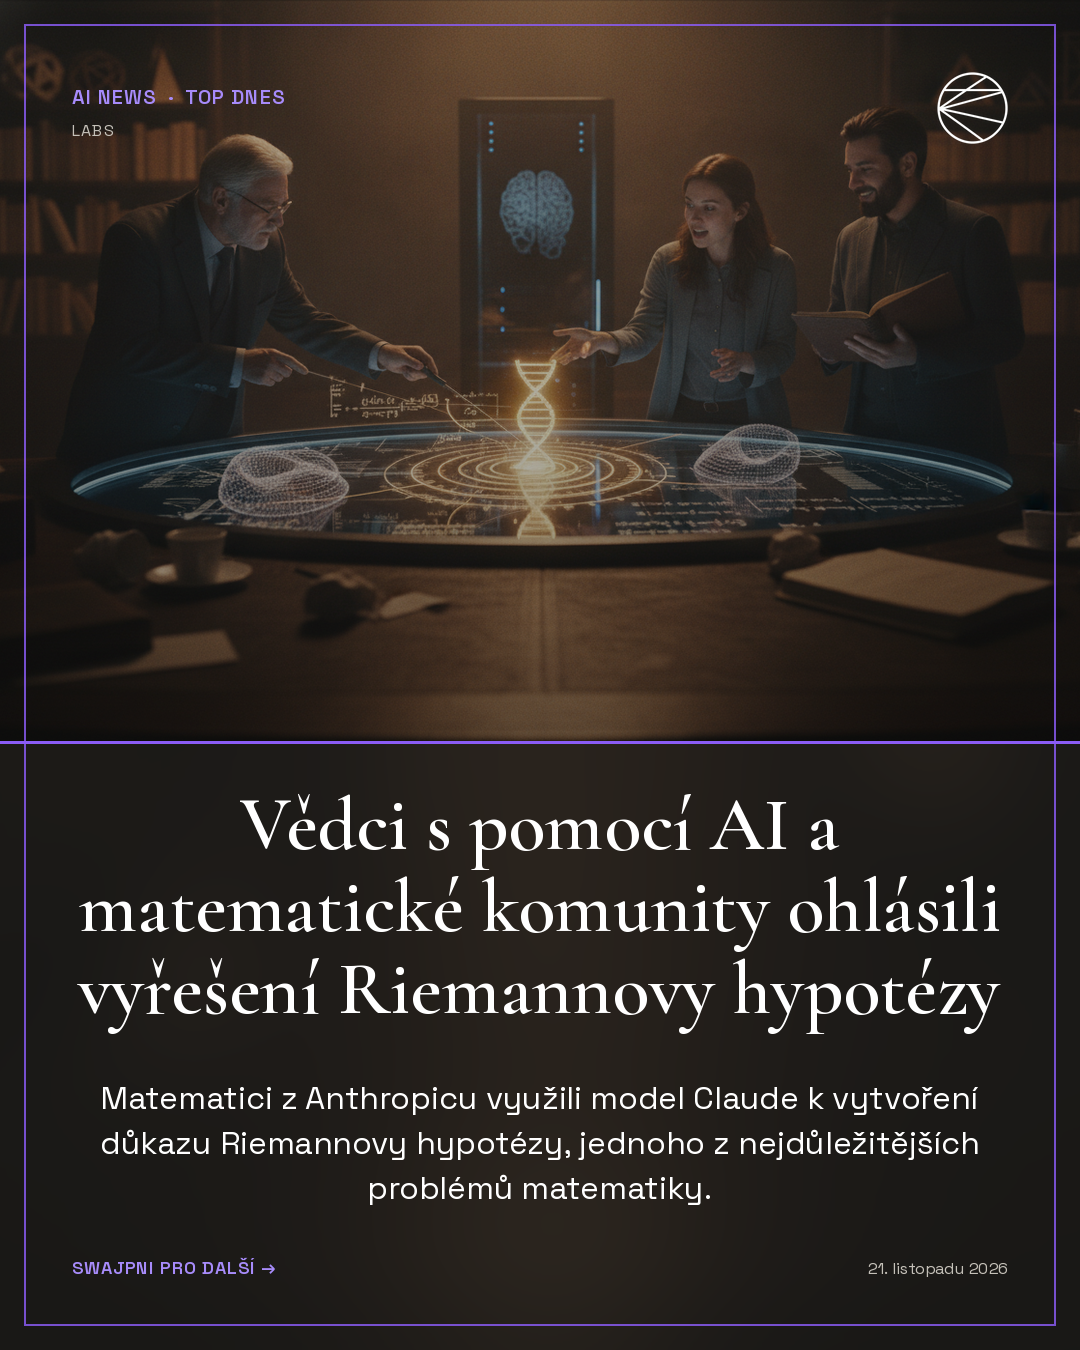 AI NEWS · TOP DNES
LABS
Vědci s pomocí AI a
matematické komunity ohlásili
vyřešení Riemannovy hypotézy
Matematici z Anthropicu využili model Claude k vytvoření
důkazu Riemannovy hypotézy, jednoho z nejdůležitějších
problémů matematiky.
SWAJPNI PRO DALŠÍ →
21. listopadu 2026